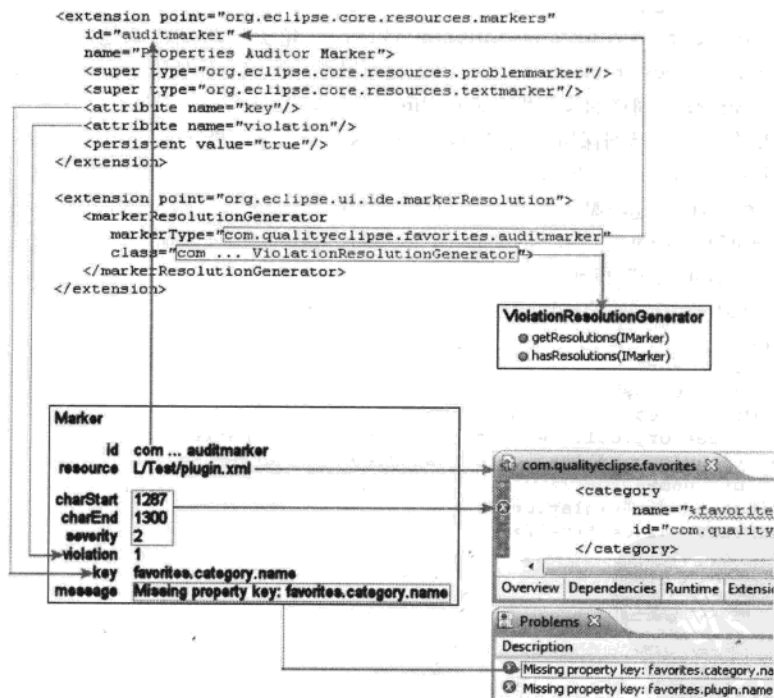 <extension point="org.eclipse.core.resources.markers"
id="auditmarker"
name="Properties Auditor Marker">
<super type="org.eclipse.core.resources.problemmarker"/>
<super type="org.eclipse.core.resources.textmarker"/>
<attribute name="key"/>
<attribute name="violation"/>
<persistent value="true"/>
</extension>
<extension point="org.eclipse.ui.ide.markerResolution">
<markerResolutionGenerator
markerType="com.qualityeclipse.favorites.auditmarker"
class="com ... ViolationResolutionGenerator">
</markerResolutionGenerator>
</extension>
ViolationResolutionGenerator
getResolutions(IMarker)
hasResolutions(IMarker)
Marker
id com ... auditmarker
resource L/Test/plugin.xml
charStart 1287
charEnd 1300
severity 2
violation 1
key favorites.category.name
message Missing property key: favorites.category.name
com.qualityeclipse.favorites
<category
name="%favorite
id="com.quality
</category>
Overview Dependencies Runtime Extensi
Problems
Description
Missing property key: favorites.category.na
Missing property key: favorites.plugin.name